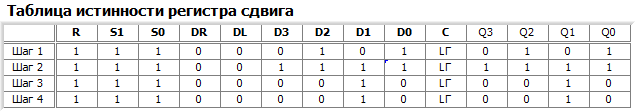 Таблица истинности регистра сдвига
R S1 S0 DR DL D3 D2 D1 D0 C Q3 Q2 Q1 Q0
Шаг 1 1 1 1 0 0 0 1 0 1 LГ 0 1 0 1
Шаг 2 1 1 1 0 0 1 1 1 1 LГ 1 1 1 1
Шаг 3 1 1 1 0 0 0 0 1 0 LГ 0 0 1 0
Шаг 4 1 1 1 0 0 0 0 1 0 LГ 0 0 1 0